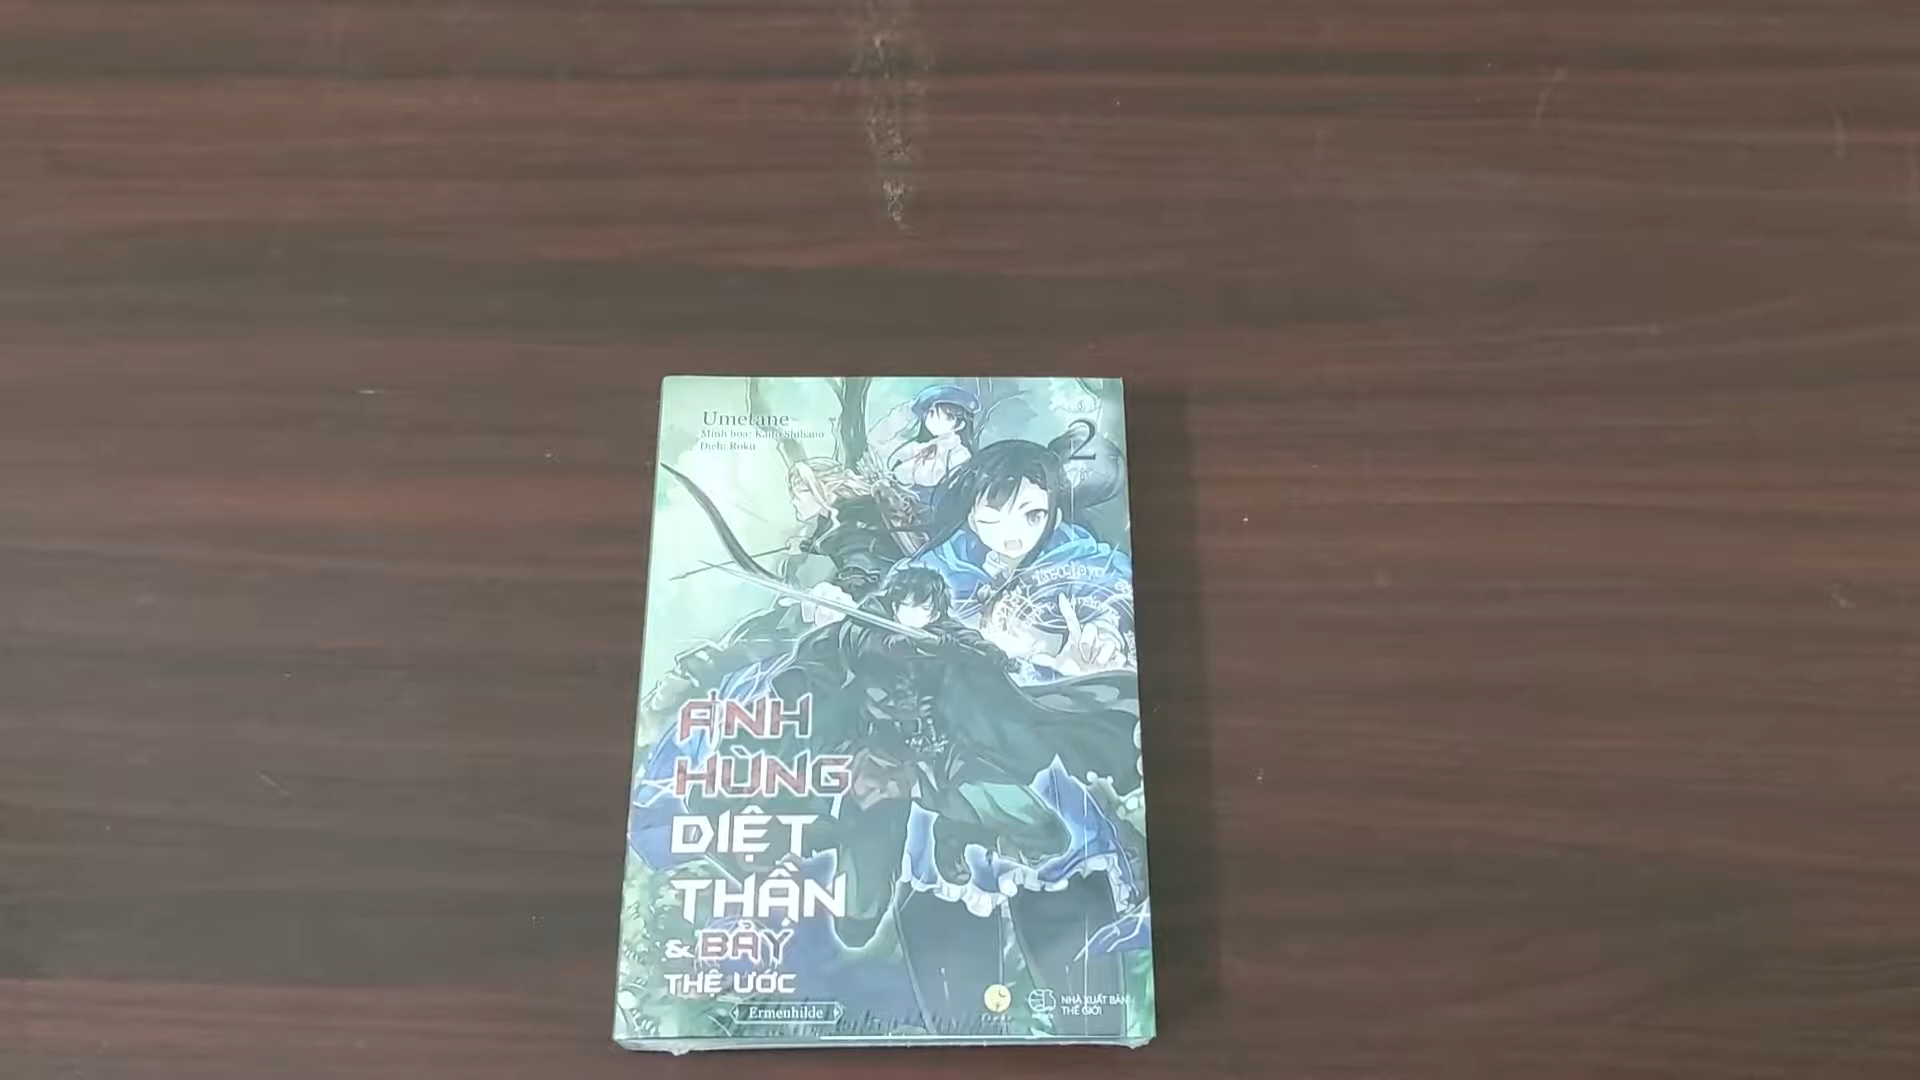 Umetane
Minh họa: Kaito Shibano
Dịch: Roku
2
ANH
HÙNG
DIỆT
THẦN
& BẢY
THỆ ƯỚC
Ermenhilde
NHÀ XUẤT BẢN
THẾ GIỚI